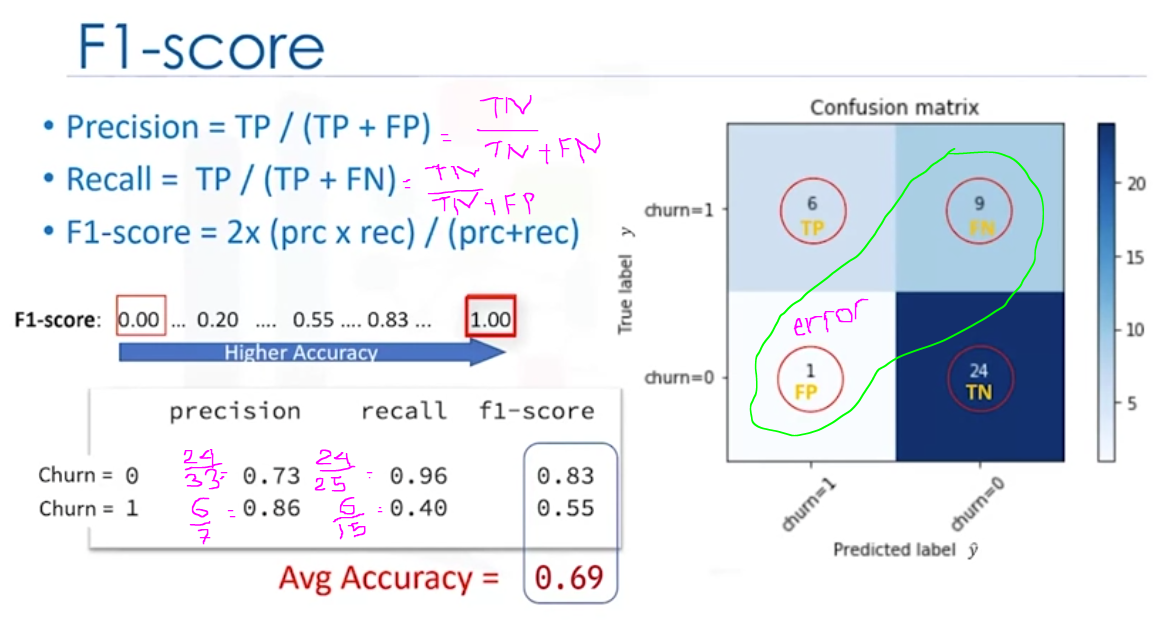 F1-score
• Precision = TP / (TP + FP) = TN / TN + FN
• Recall = TP / (TP + FN) = TN / TN + FP
• F1-score = 2x (prc x rec) / (prc+rec)
F1-score: 0.00 ... 0.20 .... 0.55 .... 0.83 ... 1.00
Higher Accuracy
precision recall f1-score
Churn = 0 24/33 = 0.73 24/25 = 0.96 0.83
Churn = 1 6/7 = 0.86 6/15 = 0.40 0.55
Avg Accuracy = 0.69
Confusion matrix
True label y
churn=1
churn=0
6
TP
9
FN
error
1
FP
24
TN
churn=1
churn=0
Predicted label ŷ
20
15
10
5